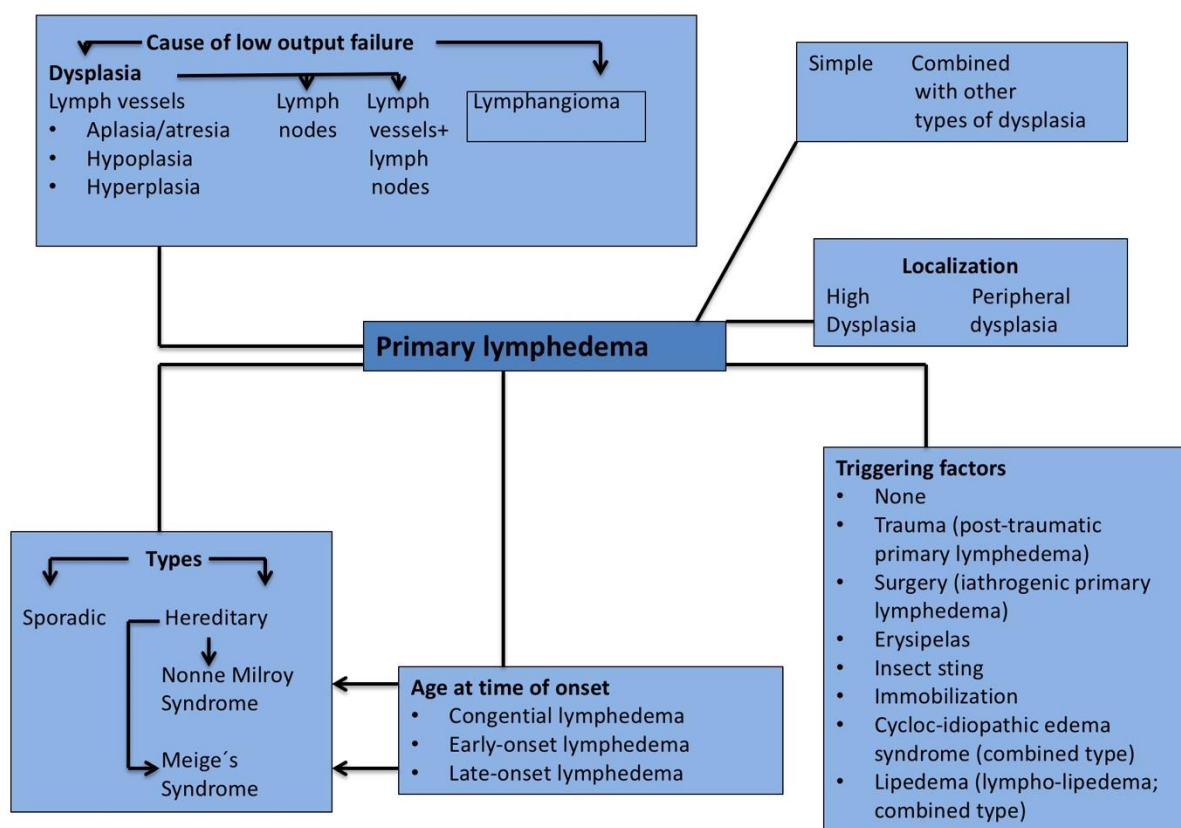 Cause of low output failure
Dysplasia
Lymph vessels
• Aplasia/atresia
• Hypoplasia
• Hyperplasia
Lymph
nodes
Lymph
vessels+
lymph
nodes
Lymphangioma
Simple
Combined
with other
types of dysplasia
Localization
High
Dysplasia
Peripheral
dysplasia
Primary lymphedema
Types
Sporadic
Hereditary
Nonne Milroy
Syndrome
Meige´s
Syndrome
Age at time of onset
• Congential lymphedema
• Early-onset lymphedema
• Late-onset lymphedema
Triggering factors
• None
• Trauma (post-traumatic
primary lymphedema)
• Surgery (iathrogenic primary
lymphedema)
• Erysipelas
• Insect sting
• Immobilization
• Cycloc-idiopathic edema
syndrome (combined type)
• Lipedema (lympho-lipedema;
combined type)